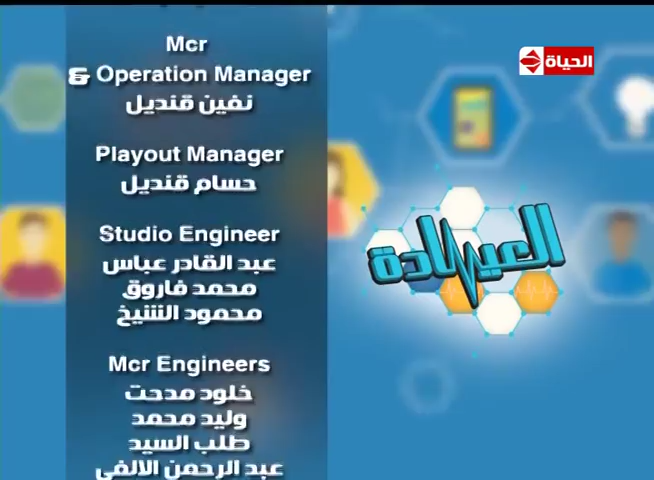 Mcr
& Operation Manager
نفين قنديل
Playout Manager
حسام قنديل
Studio Engineer
عبد القادر عباس
محمد فاروق
محمود الشيخ
Mcr Engineers
خلود مدحت
وليد محمد
طلب السيد
عبد الرحمن الالفي
الحياة
العيادة